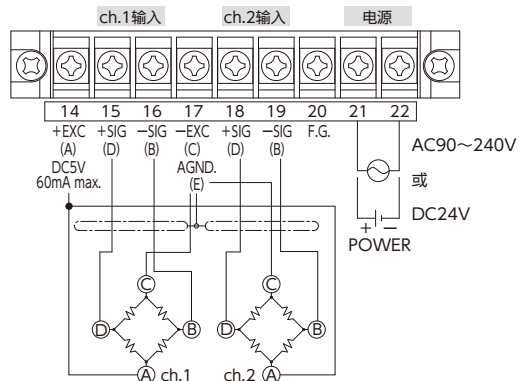 ch.1输入 ch.2输入 电源
14 15 16 17 18 19 20 21 22
+EXC +SIG −SIG −EXC +SIG −SIG F.G.
(A) (D) (B) (C) (D) (B)
DC5V AGND.
60mA max. (E)
AC90～240V
或
DC24V
+ −
POWER
C C
D B D B
A ch.1 ch.2 A